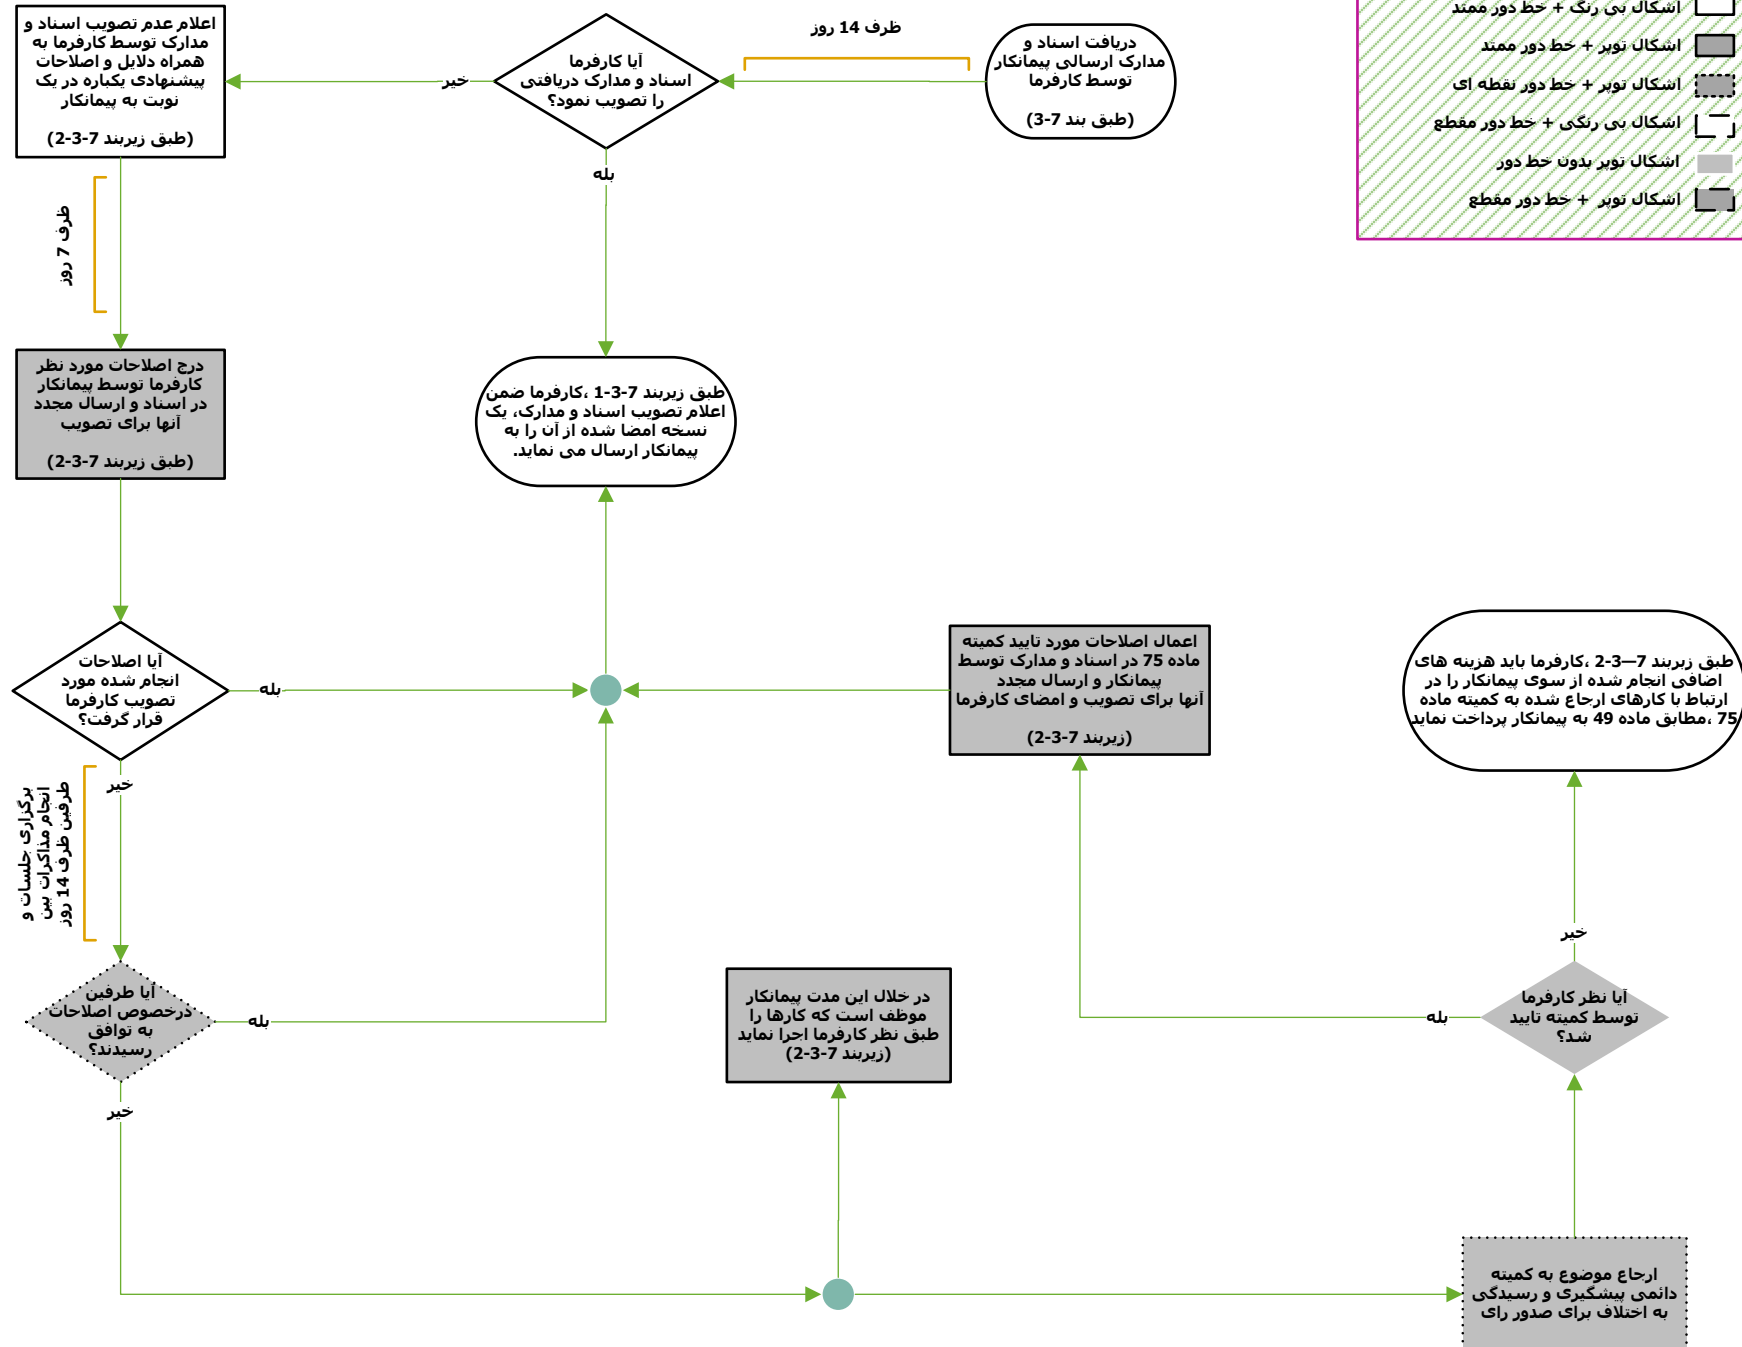 اشکال بی رنگ + خط دور ممتد
اشکال توپر + خط دور ممتد
اشکال توپر + خط دور نقطه ای
اشکال بی رنگی + خط دور مقطع
اشکال توپر بدون خط دور
اشکال توپر + خط دور مقطع
دریافت اسناد و
مدارک ارسالی پیمانکار
توسط کارفرما
(طبق بند 7-3)
ظرف 14 روز
آیا کارفرما
اسناد و مدارک دریافتی
را تصویب نمود؟
خیر
بله
اعلام عدم تصویب اسناد و
مدارک توسط کارفرما به
همراه دلایل و اصلاحات
پیشنهادی یکباره در یک
نوبت به پیمانکار
(طبق زیربند 7-3-2)
ظرف 7 روز
درج اصلاحات مورد نظر
کارفرما توسط پیمانکار
در اسناد و ارسال مجدد
آنها برای تصویب
(طبق زیربند 7-3-2)
طبق زیربند 7-3-1 ،کارفرما ضمن
اعلام تصویب اسناد و مدارک، یک
نسخه امضا شده از آن را به
پیمانکار ارسال می نماید.
آیا اصلاحات
انجام شده مورد
تصویب کارفرما
قرار گرفت؟
بله
خیر
برگزاری جلسات و
انجام مذاکرات بین
طرفین ظرف 14 روز
اعمال اصلاحات مورد تایید کمیته
ماده 75 در اسناد و مدارک توسط
پیمانکار و ارسال مجدد
آنها برای تصویب و امضای کارفرما
(زیربند 7-3-2)
طبق زیربند 7—3-2 ،کارفرما باید هزینه های
اضافی انجام شده از سوی پیمانکار را در
ارتباط با کارهای ارجاع شده به کمیته ماده
75 ،مطابق ماده 49 به پیمانکار پرداخت نماید
آیا طرفین
درخصوص اصلاحات
به توافق
رسیدند؟
بله
خیر
در خلال این مدت پیمانکار
موظف است که کارها را
طبق نظر کارفرما اجرا نماید
(زیربند 7-3-2)
خیر
آیا نظر کارفرما
توسط کمیته تایید
شد؟
بله
ارجاع موضوع به کمیته
دائمی پیشگیری و رسیدگی
به اختلاف برای صدور رای